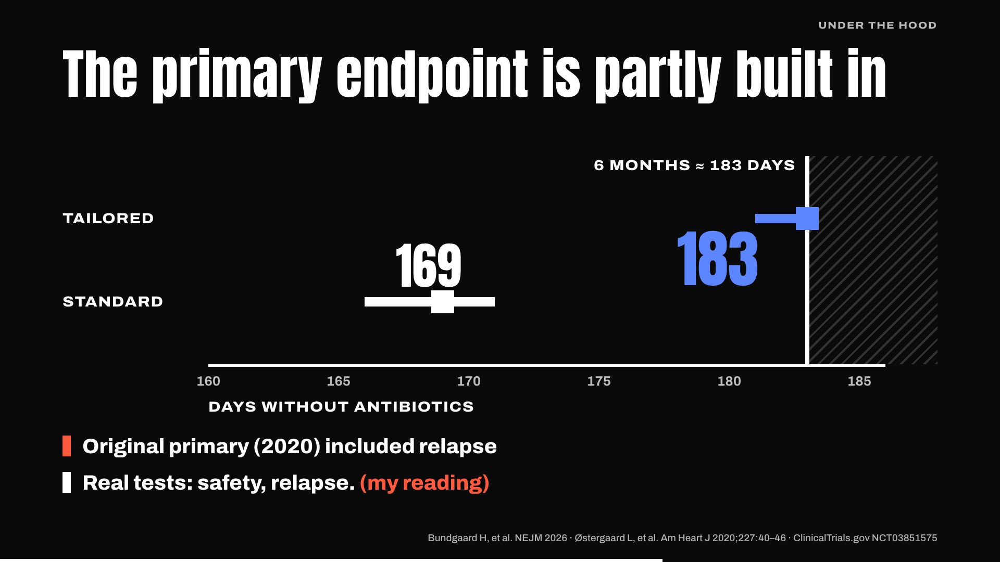 UNDER THE HOOD
The primary endpoint is partly built in
6 MONTHS ≈ 183 DAYS
TAILORED
183
169
STANDARD
160 165 170 175 180 185
DAYS WITHOUT ANTIBIOTICS
Original primary (2020) included relapse
Real tests: safety, relapse. (my reading)
Bundgaard H, et al. NEJM 2026 · Østergaard L, et al. Am Heart J 2020;227:40–46 · ClinicalTrials.gov NCT03851575